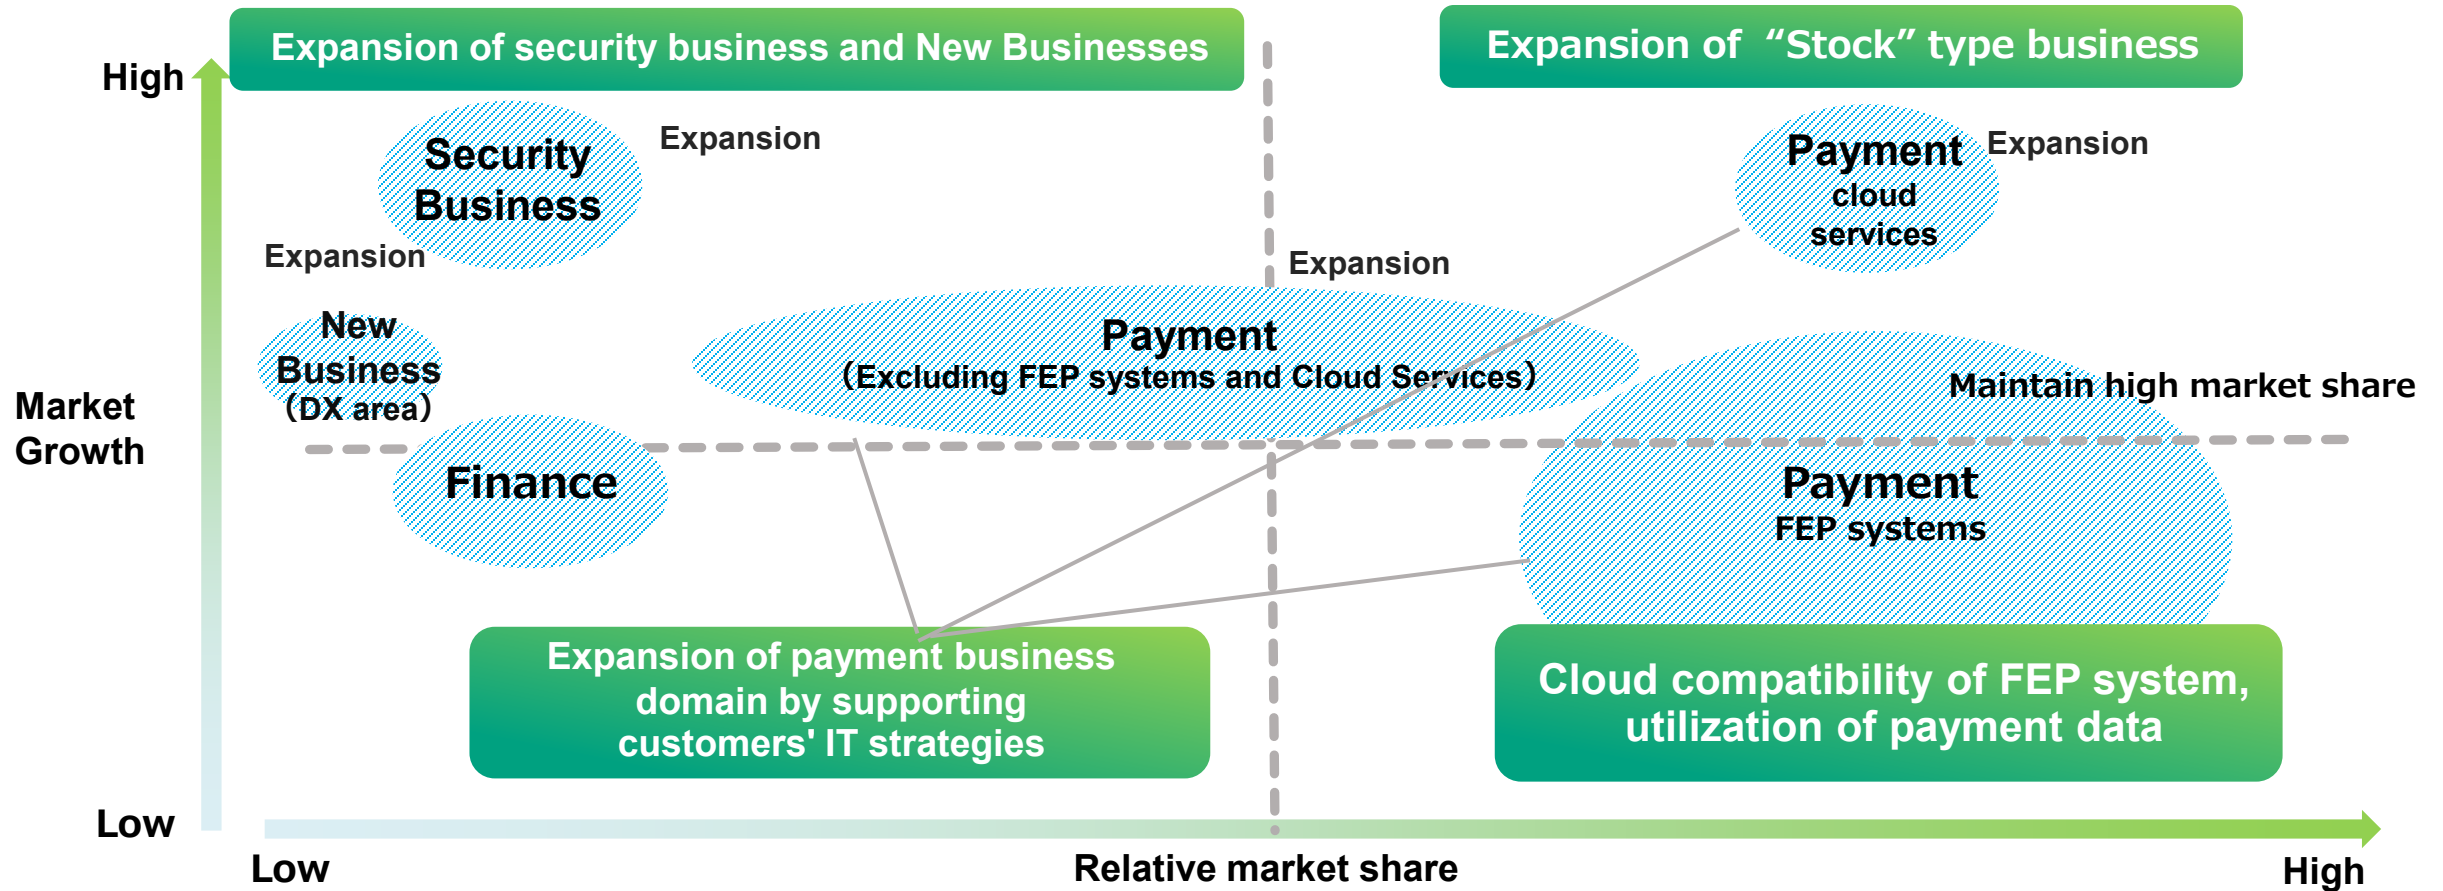 Expansion of security business and New Businesses
Expansion of “Stock” type business
High
Security
Business
Expansion
Payment
cloud
services
Expansion
Expansion
Expansion
New
Business
（DX area）
Payment
（Excluding FEP systems and Cloud Services）
Maintain high market share
Market
Growth
Finance
Payment
FEP systems
Expansion of payment business
domain by supporting
customers' IT strategies
Cloud compatibility of FEP system,
utilization of payment data
Low
Low
Relative market share
High